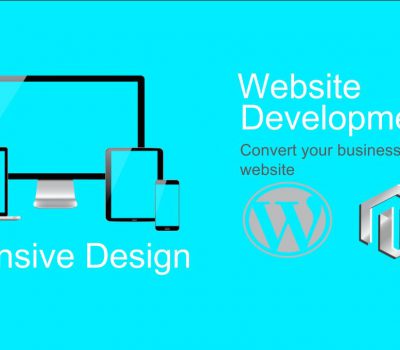 Website
Developme
Convert your business
website
nsive Design